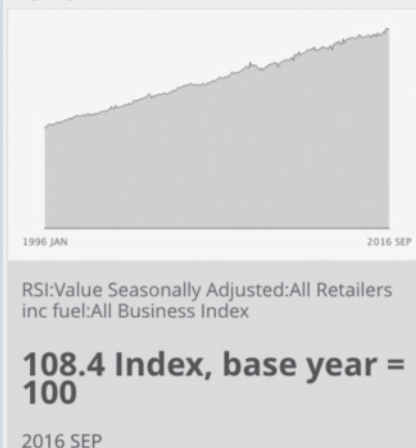 1996 JAN
2016 SEP
RSI:Value Seasonally Adjusted:All Retailers
inc fuel:All Business Index
108.4 Index, base year =
100
2016 SEP